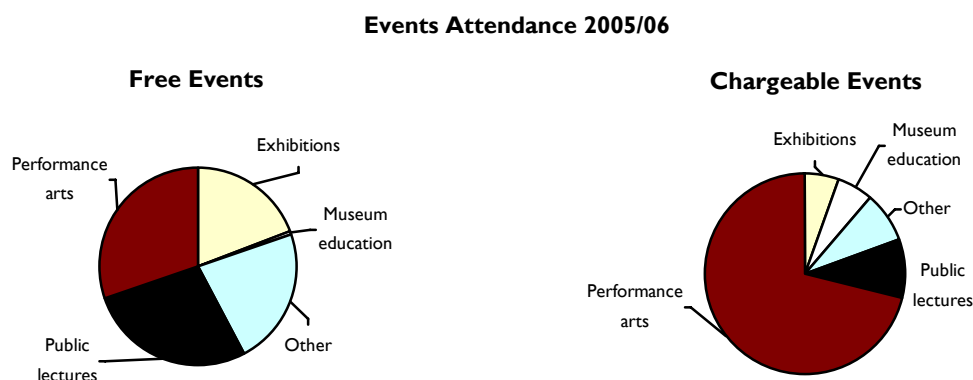 Events Attendance 2005/06
Free Events
Exhibitions
Performance
arts
Museum
education
Public
lectures
Other
Chargeable Events
Exhibitions
Museum
education
Other
Public
lectures
Performance
arts